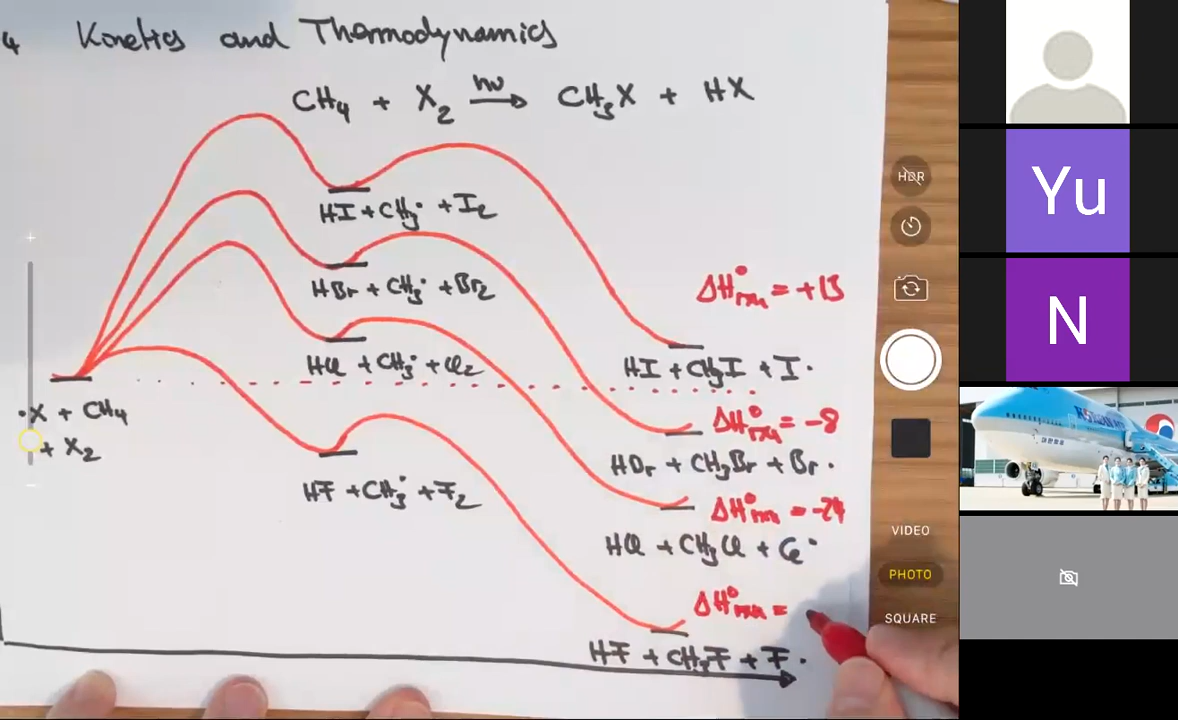 4 Kinetics and Thermodynamics
CH₄ + X₂ hν → CH₃X + HX
HI + CH₃· + I₂
HBr + CH₃· + Br₂
HCl + CH₃· + Cl₂
·X + CH₄
+ X₂
HF + CH₃· + F₂
ΔH°rxn = +13
HI + CH₃I + I·
ΔH°rxn = -8
HBr + CH₃Br + Br·
ΔH°rxn = -24
HCl + CH₃Cl + Cl·
ΔH°rxn =
HF + CH₃F + F·
HDR
VIDEO
PHOTO
SQUARE
Yu
N